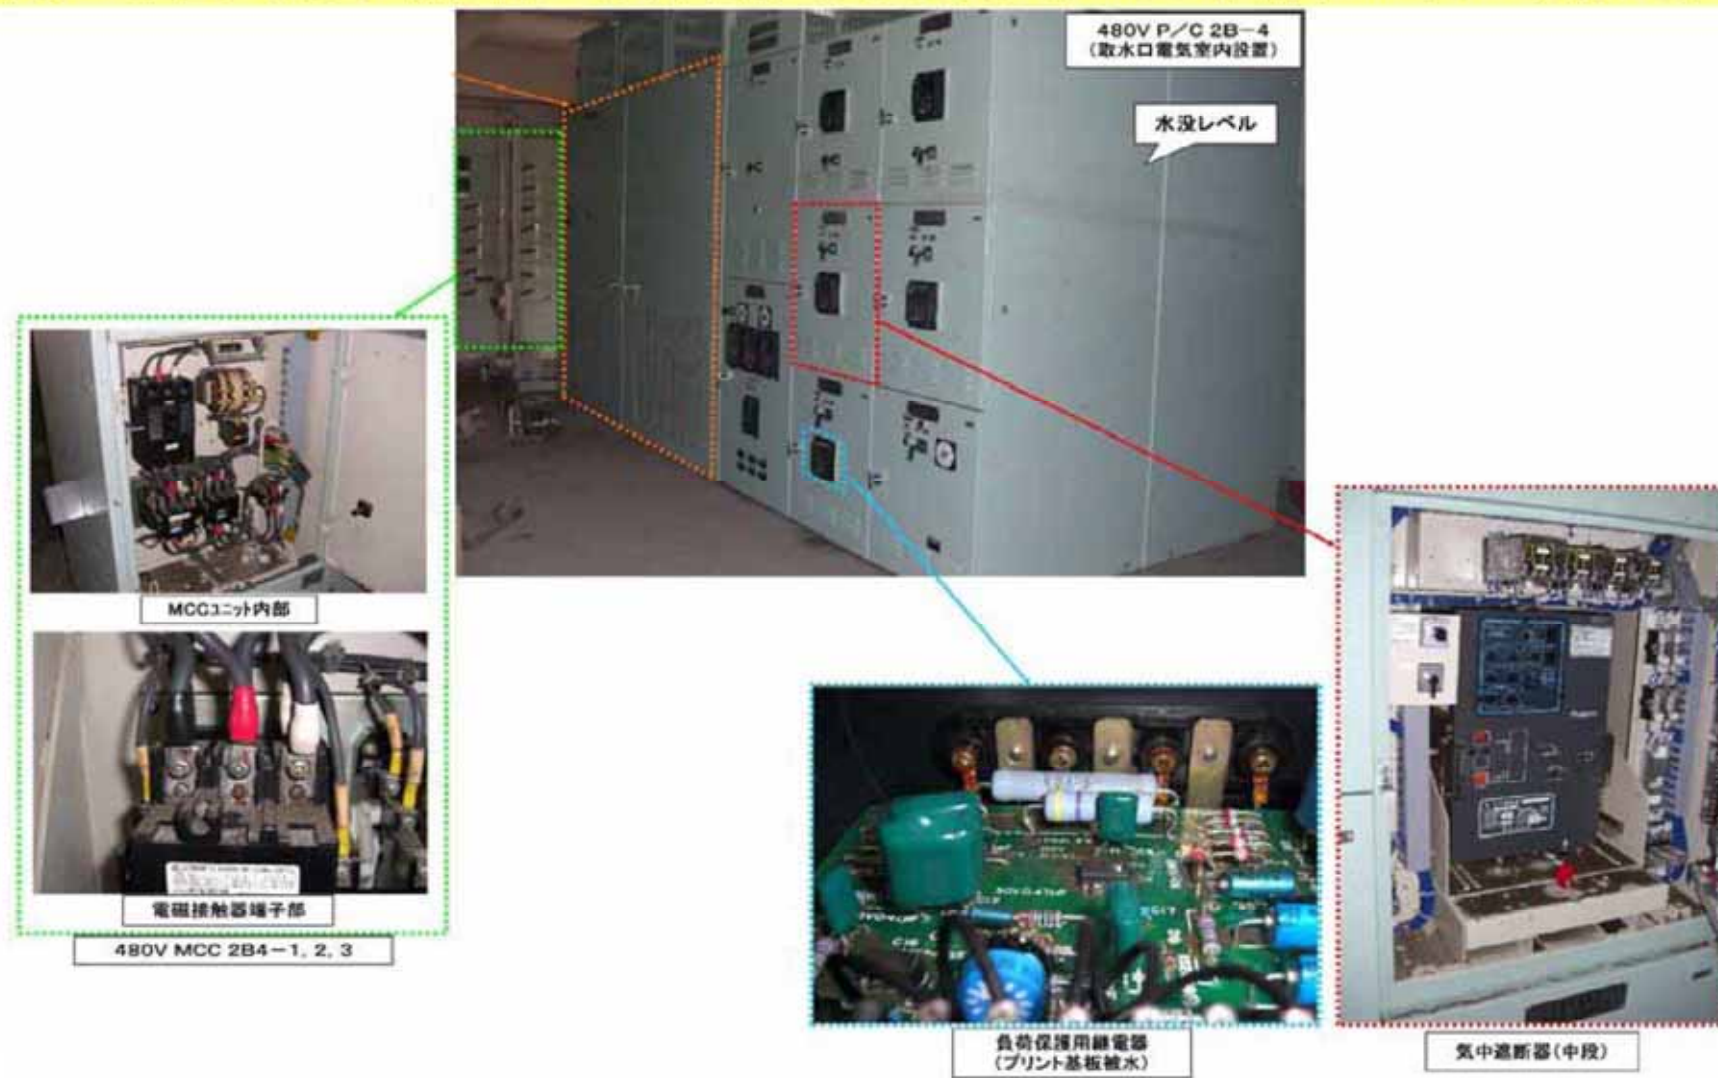 480V P/C 2B-4
(取水口電気室内設置)
水没レベル
MCCユニット内部
電磁接触器端子部
480V MCC 2B4-1, 2, 3
負荷保護用継電器
(プリント基板被水)
気中遮断器(中段)